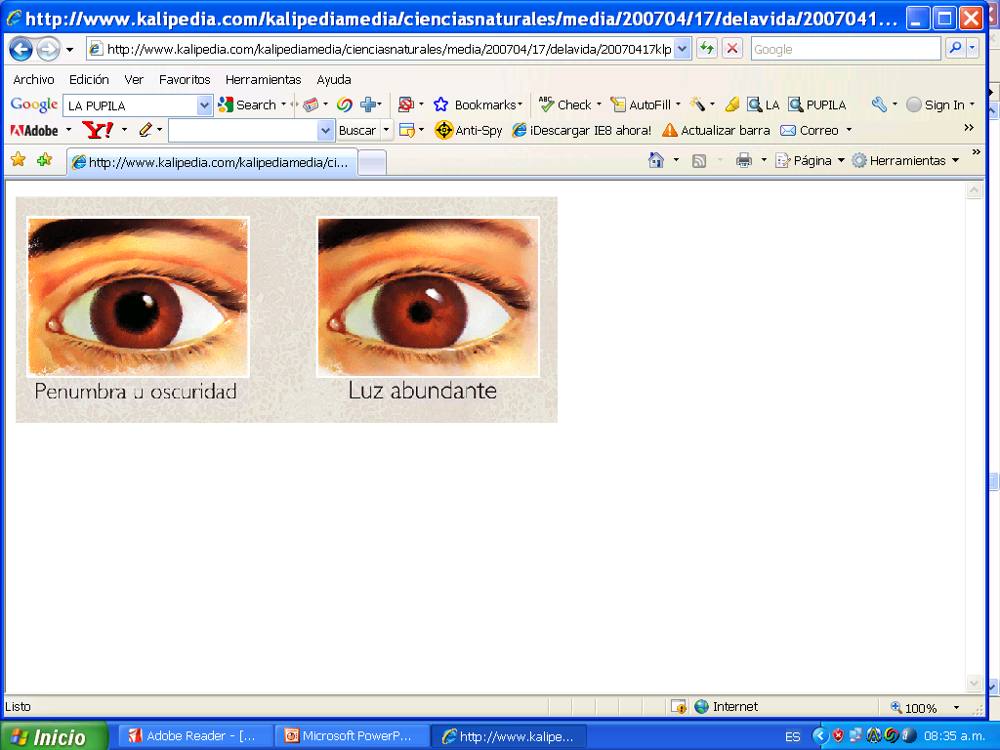 http://www.kalipedia.com/kalipediamedia/cienciasnaturales/media/200704/17/delavida/2007041...
http://www.kalipedia.com/kalipediamedia/cienciasnaturales/media/200704/17/delavida/20070417klp
Google
Archivo Edición Ver Favoritos Herramientas Ayuda
Google LA PUPILA Search Bookmarks ABC Check AutoFill LA PUPILA Sign In
Adobe Y! Buscar Anti-Spy ¡Descargar IE8 ahora! Actualizar barra Correo
http://www.kalipedia.com/kalipediamedia/ci... Página Herramientas
Penumbra u oscuridad
Luz abundante
Listo Internet 100%
Inicio Adobe Reader - [... Microsoft PowerP... http://www.kalipe... ES 08:35 a.m.